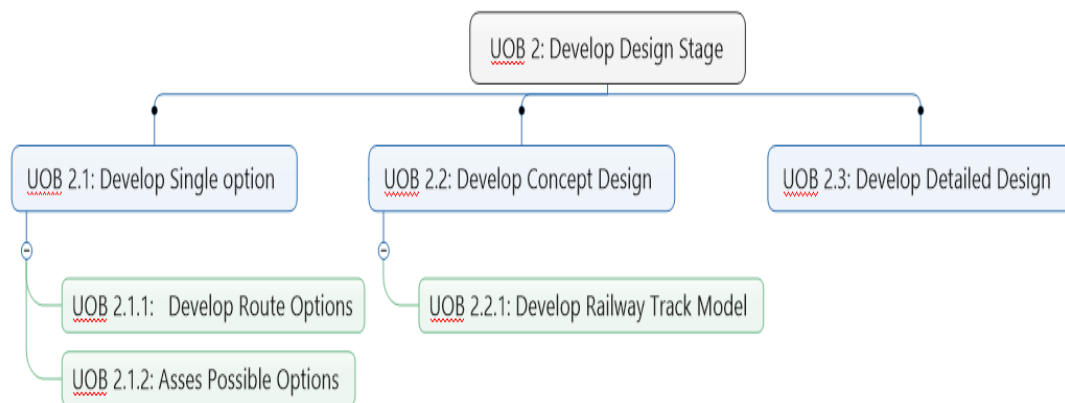 UOB 2: Develop Design Stage
UOB 2.1: Develop Single option
UOB 2.2: Develop Concept Design
UOB 2.3: Develop Detailed Design
UOB 2.1.1: Develop Route Options
UOB 2.2.1: Develop Railway Track Model
UOB 2.1.2: Asses Possible Options